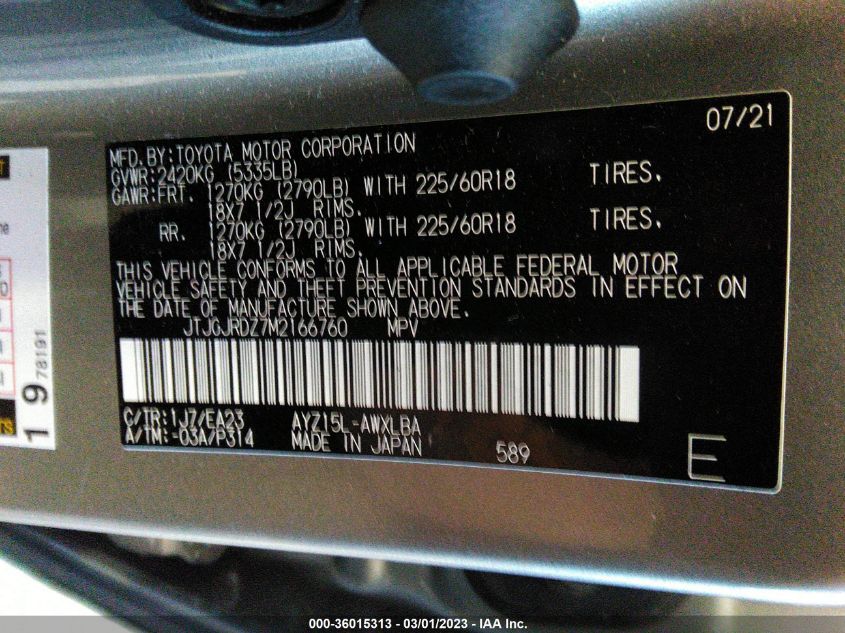 07/21
MFD.BY:TOYOTA MOTOR CORPORATION
GVWR:2420KG (5335LB)
GAWR:FRT. 1270KG (2790LB) WITH 225/60R18 TIRES.
18X7 1/2J RIMS.
RR. 1270KG (2790LB) WITH 225/60R18 TIRES.
18X7 1/2J RIMS.
THIS VEHICLE CONFORMS TO ALL APPLICABLE FEDERAL MOTOR
VEHICLE SAFETY AND THEFT PREVENTION STANDARDS IN EFFECT ON
THE DATE OF MANUFACTURE SHOWN ABOVE.
JTJGJRDZ7M2166760 MPV
C/TR:1J7/EA23 AYZ15L-AWXLBA
A/TM:-03A/P314 MADE IN JAPAN 589
E
19 78191
000-36015313 - 03/01/2023 - IAA Inc.